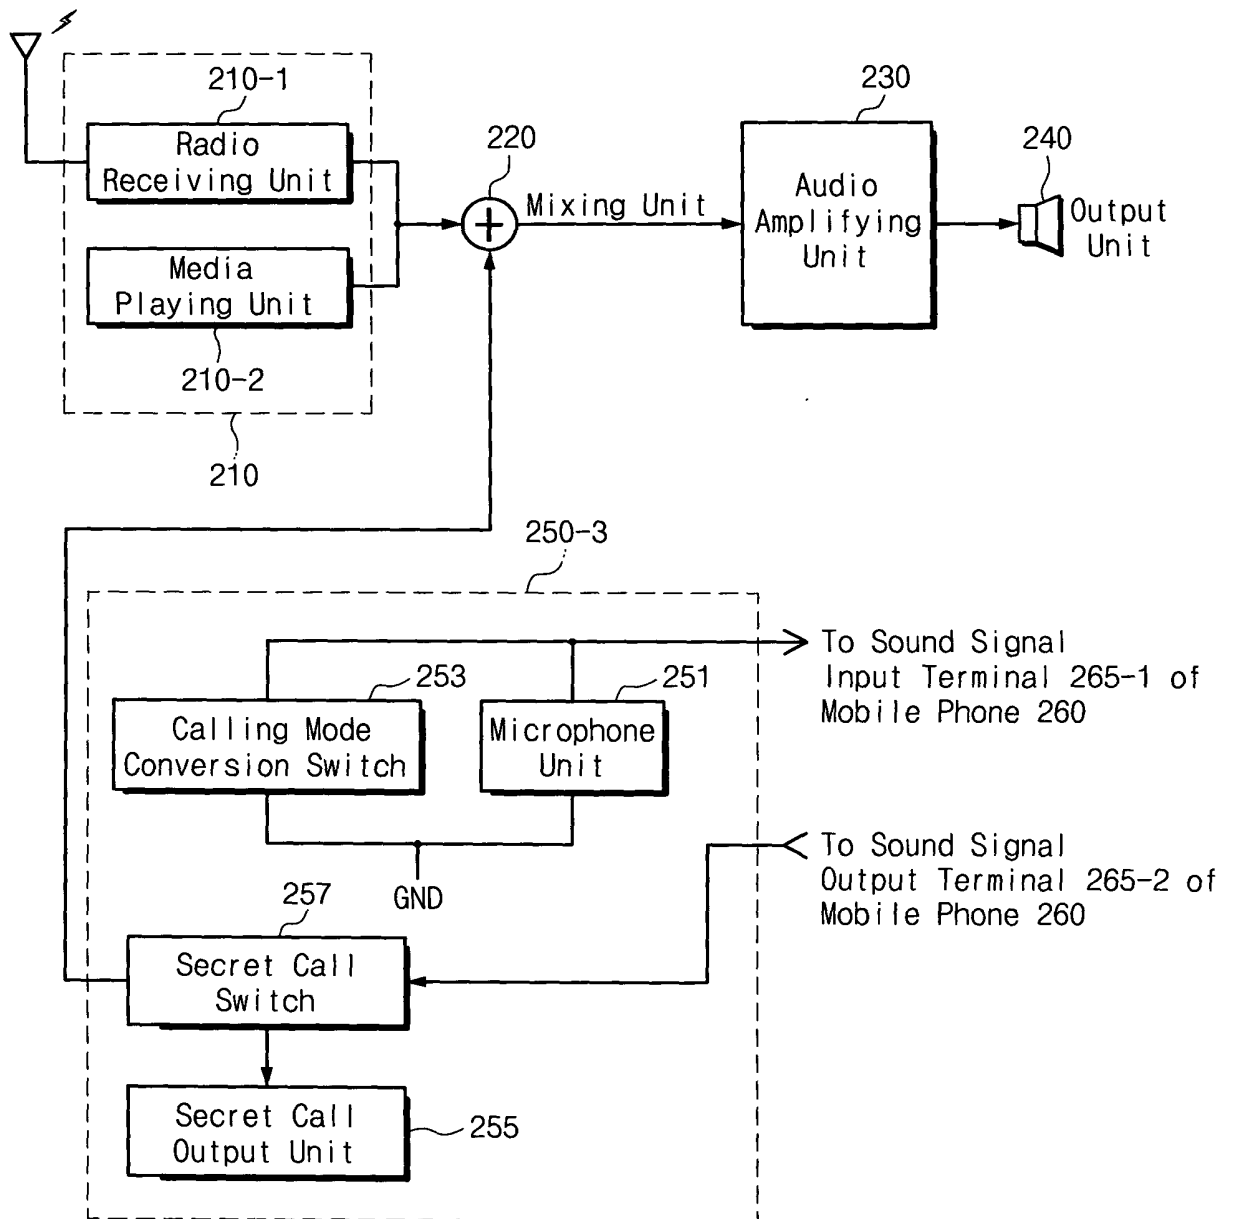 210-1
Radio
Receiving Unit
Media
Playing Unit
210-2
210
220
Mixing Unit
230
Audio
Amplifying
Unit
240
Output
Unit
250-3
253
Calling Mode
Conversion Switch
251
Microphone
Unit
GND
To Sound Signal
Input Terminal 265-1 of
Mobile Phone 260
To Sound Signal
Output Terminal 265-2 of
Mobile Phone 260
257
Secret Call
Switch
Secret Call
Output Unit
255